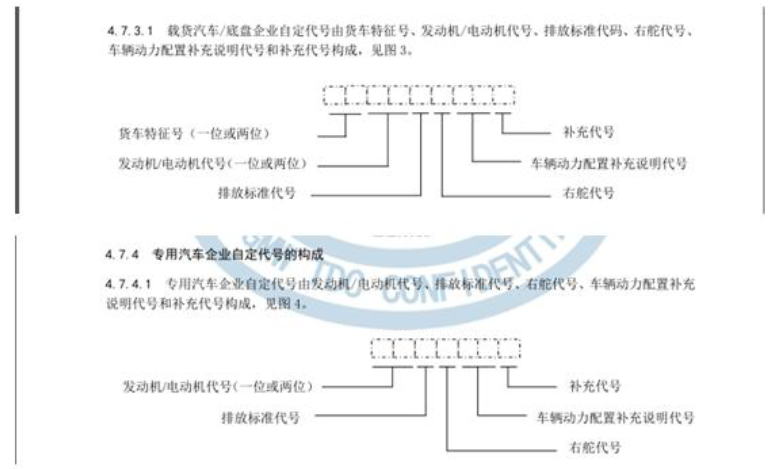 4.7.3.1 载货汽车/底盘企业自定代号由货车特征号、发动机/电动机代号、排放标准代码、右舵代号、
车辆动力配置补充说明代号和补充代号构成，见图 3。
货车特征号（一位或两位）
补充代号
发动机/电动机代号(一位或两位)
车辆动力配置补充说明代号
排放标准代号
右舵代号
4.7.4 专用汽车企业自定代号的构成
4.7.4.1 专用汽车企业自定代号由发动机/电动机代号、排放标准代号、右舵代号、车辆动力配置补充
说明代号和补充代号构成，见图 4。
发动机/电动机代号(一位或两位)
补充代号
排放标准代号
车辆动力配置补充说明代号
右舵代号